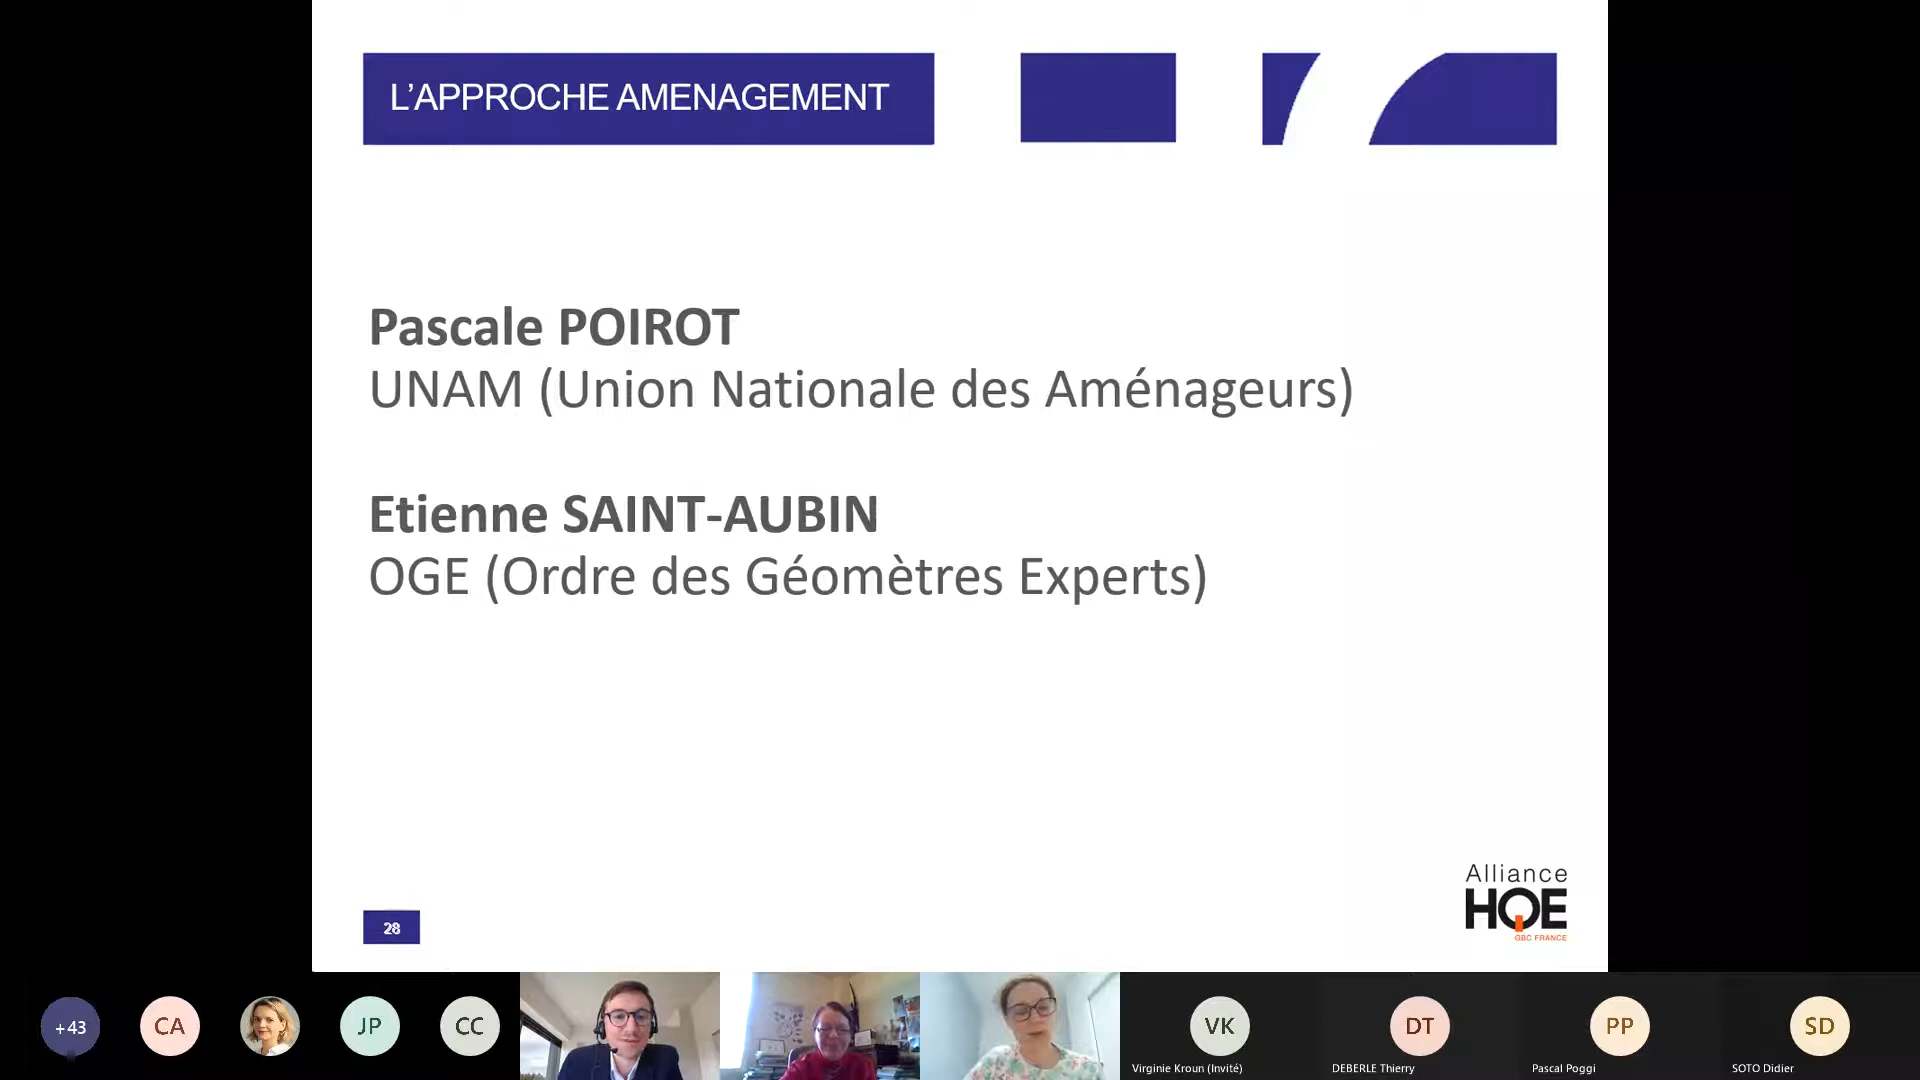 L’APPROCHE AMENAGEMENT
Pascale POIROT
UNAM (Union Nationale des Aménageurs)
Etienne SAINT-AUBIN
OGE (Ordre des Géomètres Experts)
28
Alliance
HQE
GBC FRANCE
+43
CA
JP
CC
VK
DT
PP
SD
Virginie Kroun (Invité)
DEBERLE Thierry
Pascal Poggi
SOTO Didier